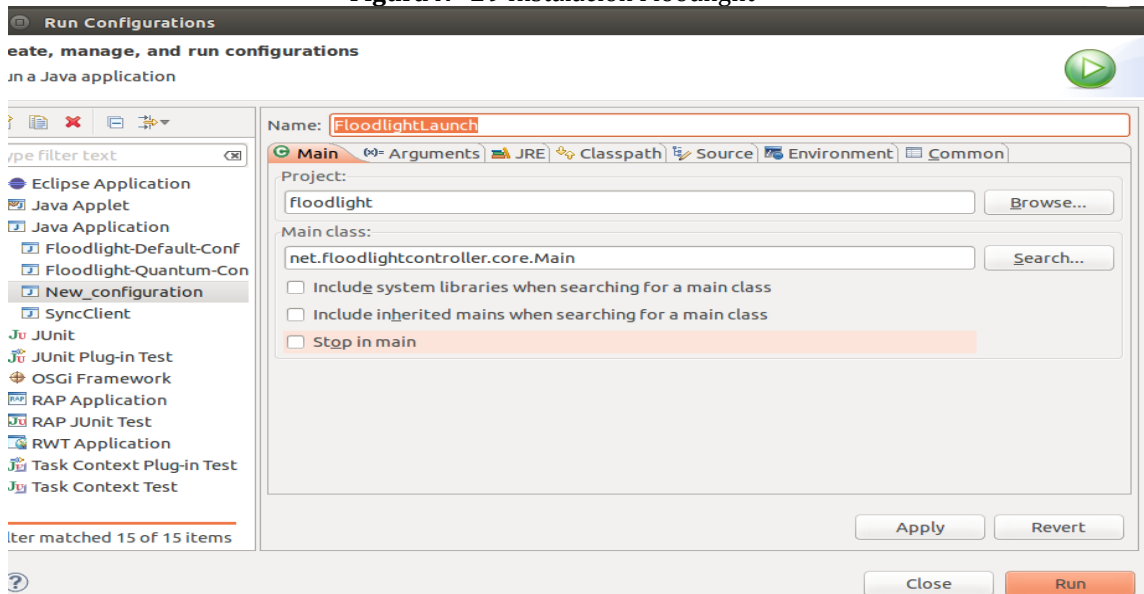 Run Configurations
eate, manage, and run configurations
un a Java application
Name: FloodlightLaunch
ype filter text
Eclipse Application
Java Applet
Java Application
Floodlight-Default-Conf
Floodlight-Quantum-Con
New_configuration
SyncClient
JUnit
JUnit Plug-in Test
OSGi Framework
RAP Application
RAP JUnit Test
RWT Application
Task Context Plug-in Test
Task Context Test
lter matched 15 of 15 items
Main Arguments JRE Classpath Source Environment Common
Project:
floodlight
Browse...
Main class:
net.floodlightcontroller.core.Main
Search...
Include system libraries when searching for a main class
Include inherited mains when searching for a main class
Stop in main
Apply Revert
Close Run